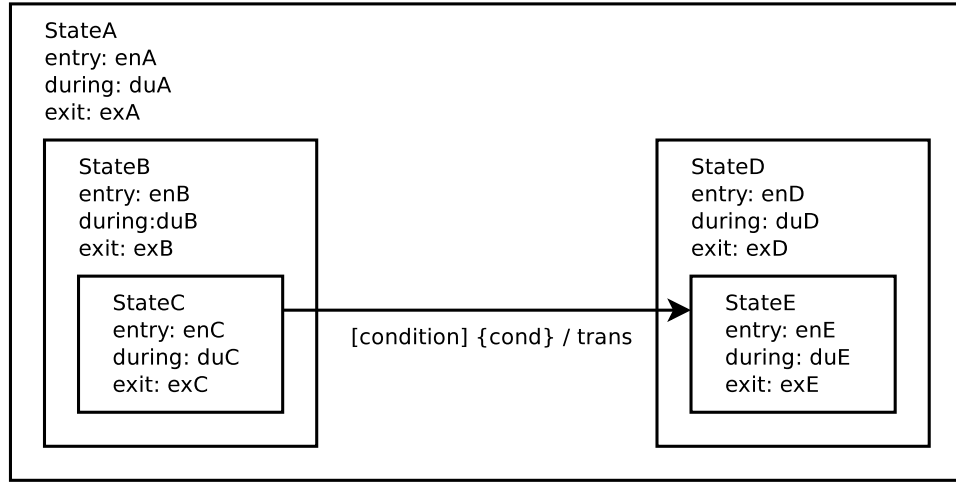 StateA
entry: enA
during: duA
exit: exA
StateB
entry: enB
during:duB
exit: exB
StateC
entry: enC
during: duC
exit: exC
[condition] {cond} / trans
StateD
entry: enD
during: duD
exit: exD
StateE
entry: enE
during: duE
exit: exE